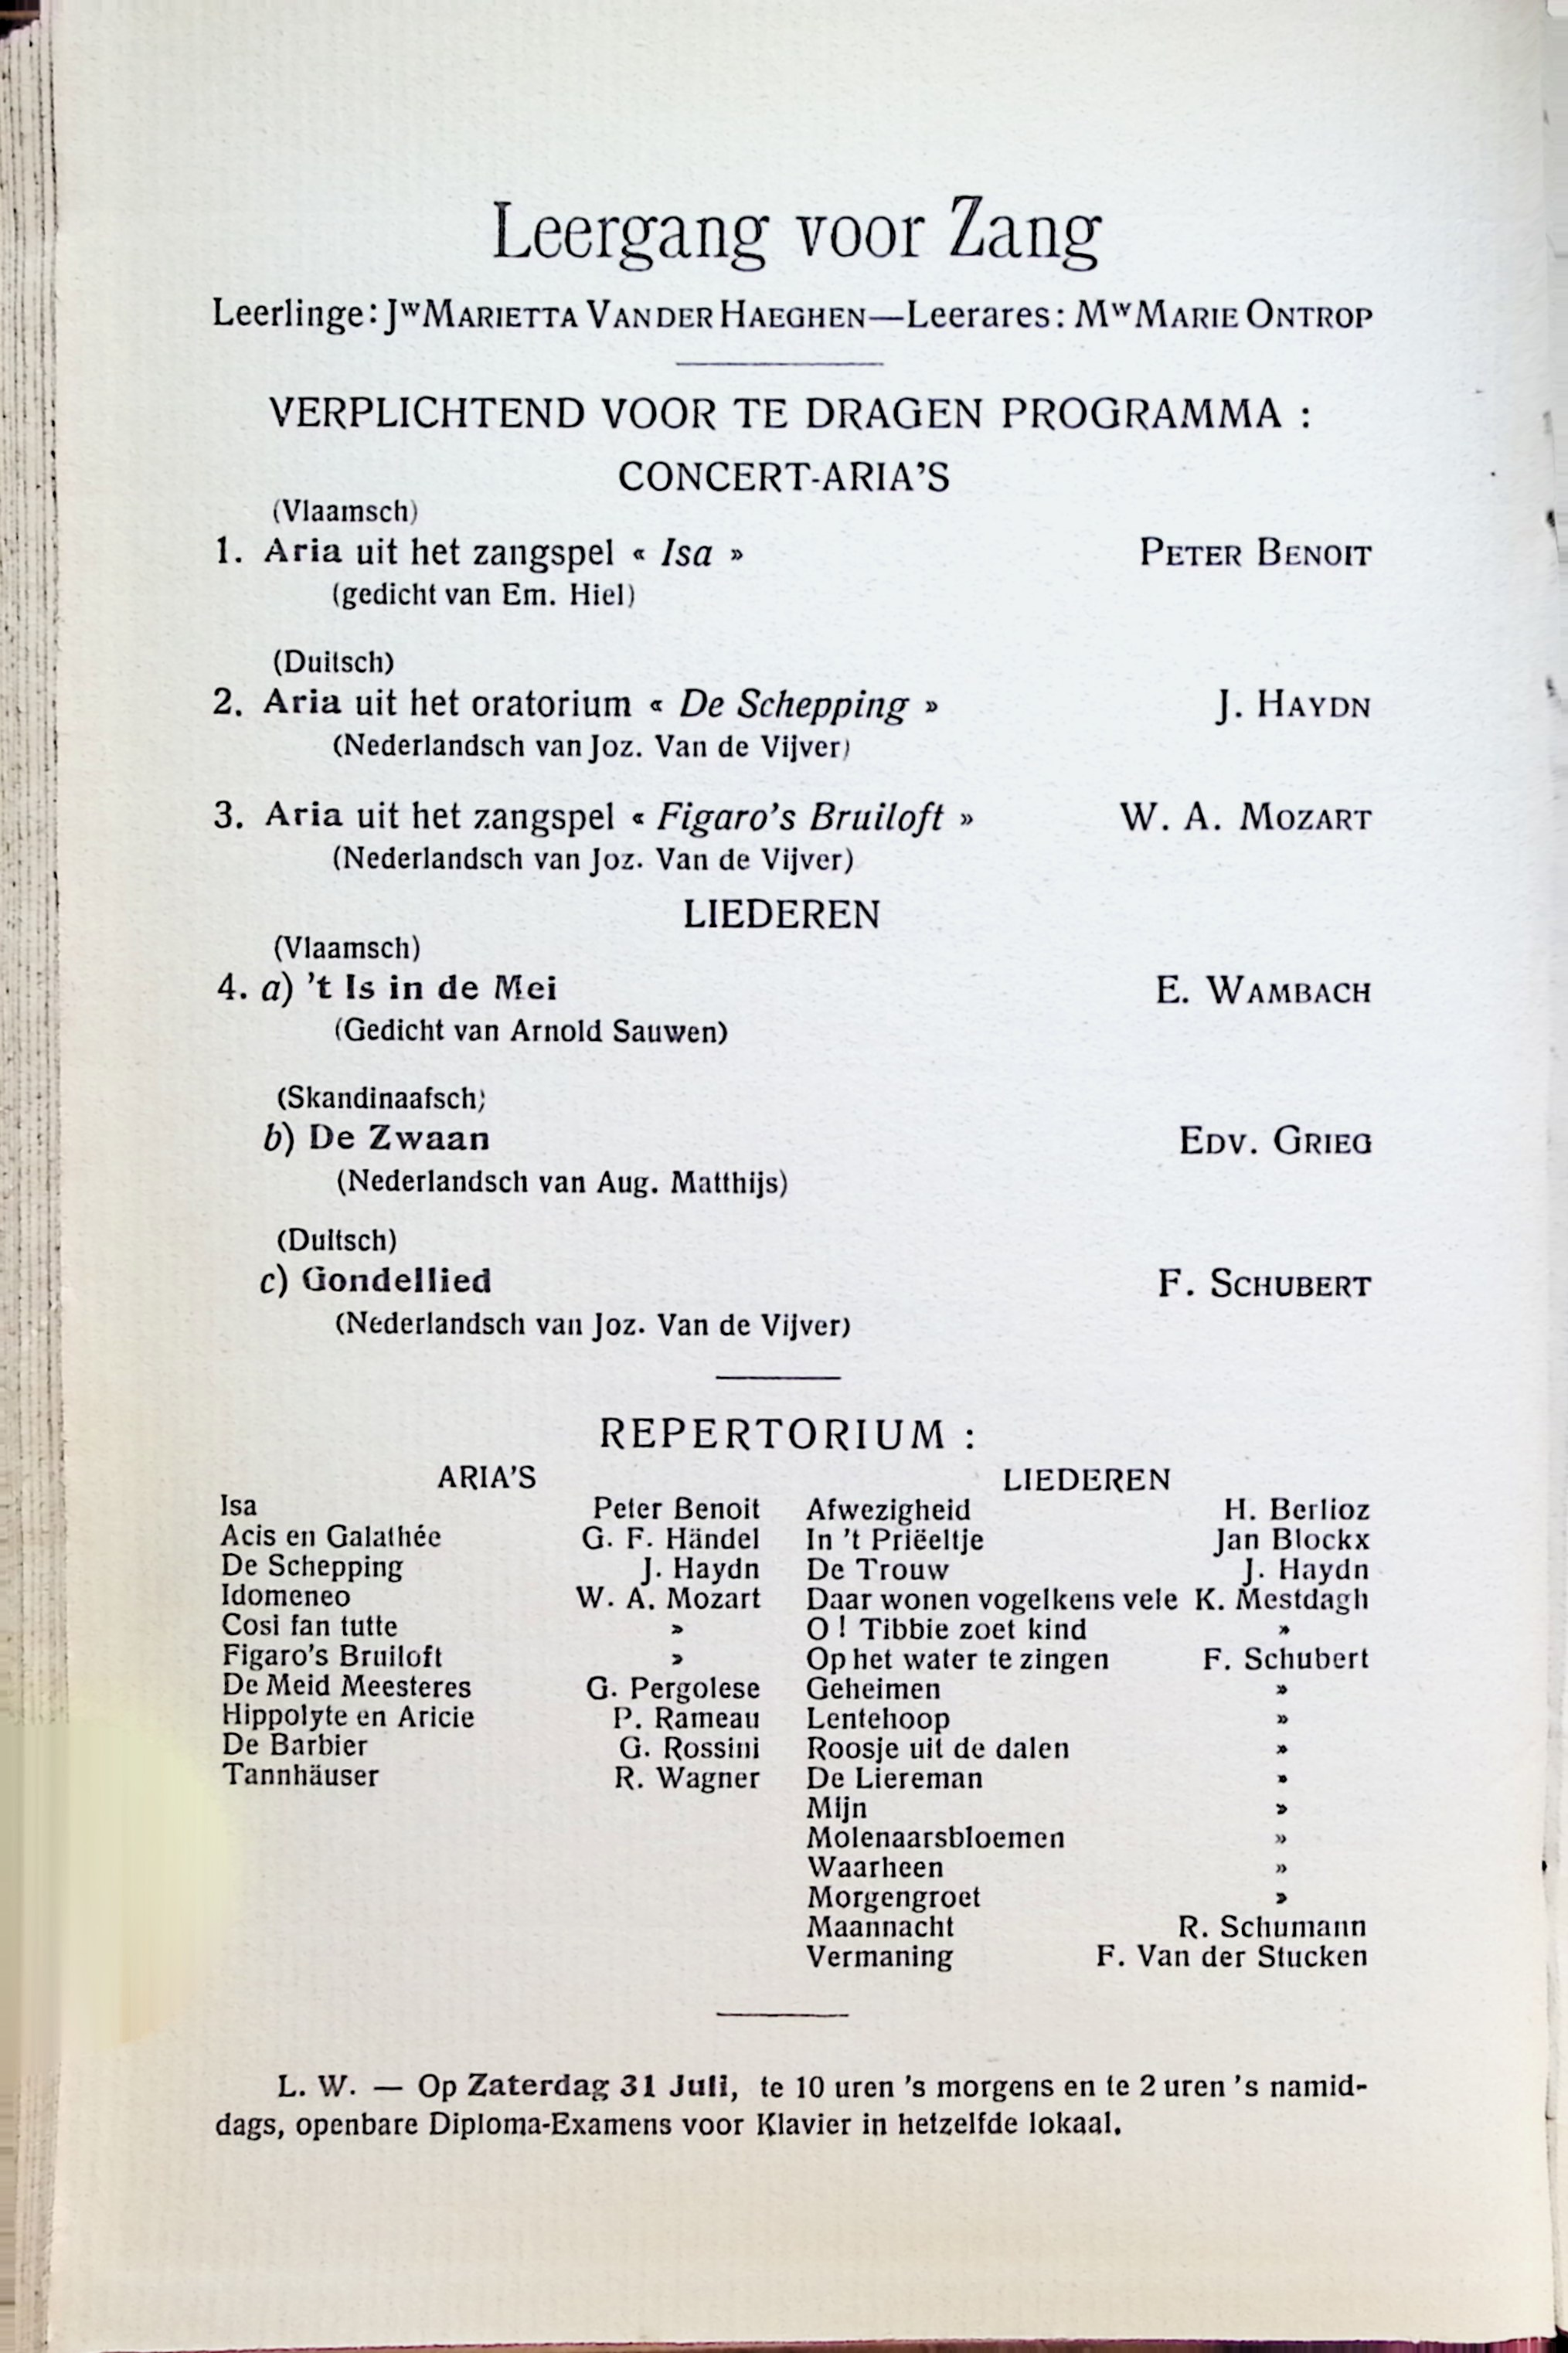 Leergang voor Zang
Leerlinge: Jw MARIETTA VAN DER HAEGHEN — Leerares: Mw MARIE ONTROP
VERPLICHTEND VOOR TE DRAGEN PROGRAMMA :
CONCERT-ARIA'S
(Vlaamsch)
1. Aria uit het zangspel « Isa » PETER BENOIT
(gedicht van Em. Hiel)
(Duitsch)
2. Aria uit het oratorium « De Schepping » J. HAYDN
(Nederlandsch van Joz. Van de Vijver)
3. Aria uit het zangspel « Figaro's Bruiloft » W. A. MOZART
(Nederlandsch van Joz. Van de Vijver)
LIEDEREN
(Vlaamsch)
4. a) 't Is in de Mei E. WAMBACH
(Gedicht van Arnold Sauwen)
(Skandinaafsch)
b) De Zwaan EDV. GRIEG
(Nederlandsch van Aug. Matthijs)
(Duitsch)
c) Gondellied F. SCHUBERT
(Nederlandsch van Joz. Van de Vijver)
REPERTORIUM :
ARIA'S
Isa Peter Benoit
Acis en Galathée G. F. Händel
De Schepping J. Haydn
Idomeneo W. A. Mozart
Cosi fan tutte »
Figaro's Bruiloft »
De Meid Meesteres G. Pergolese
Hippolyte en Aricie P. Rameau
De Barbier G. Rossini
Tannhäuser R. Wagner
LIEDEREN
Afwezigheid H. Berlioz
In 't Priëeltje Jan Blockx
De Trouw J. Haydn
Daar wonen vogelkens vele K. Mestdagh
O ! Tibbie zoet kind »
Op het water te zingen F. Schubert
Geheimen »
Lentehoop »
Roosje uit de dalen »
De Liereman »
Mijn »
Molenaarsbloemen »
Waarheen »
Morgengroet »
Maannacht R. Schumann
Vermaning F. Van der Stucken
L. W. — Op Zaterdag 31 Juli, te 10 uren 's morgens en te 2 uren 's namid-
dags, openbare Diploma-Examens voor Klavier in hetzelfde lokaal.